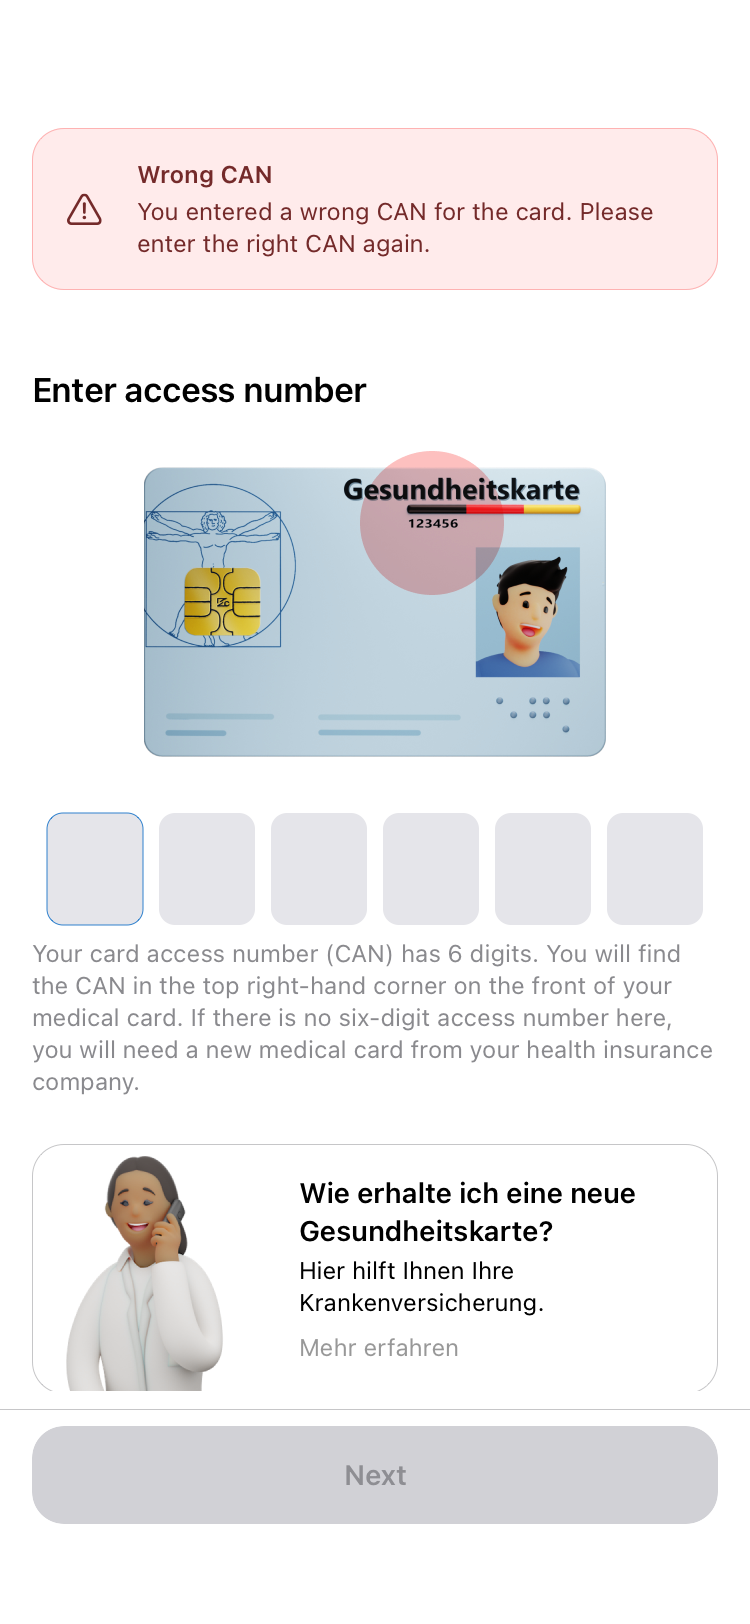 Wrong CAN
You entered a wrong CAN for the card. Please
enter the right CAN again.
Enter access number
Gesundheitskarte
123456
Your card access number (CAN) has 6 digits. You will find
the CAN in the top right-hand corner on the front of your
medical card. If there is no six-digit access number here,
you will need a new medical card from your health insurance
company.
Wie erhalte ich eine neue
Gesundheitskarte?
Hier hilft Ihnen Ihre
Krankenversicherung.
Mehr erfahren
Next